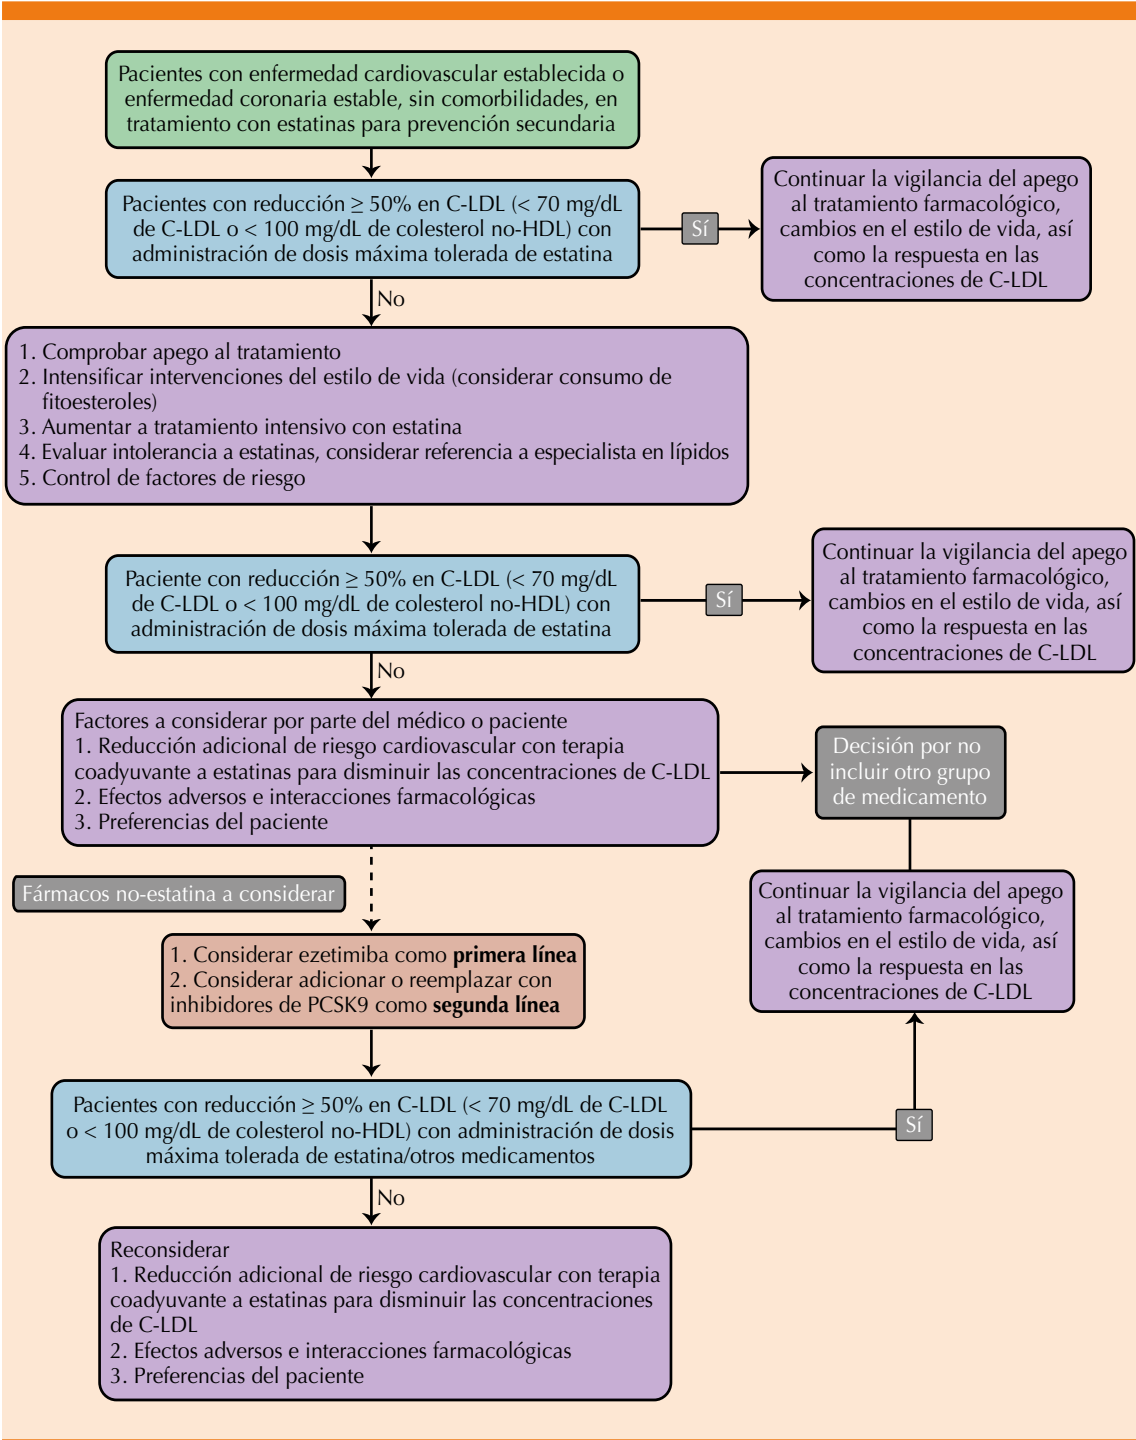 Pacientes con enfermedad cardiovascular establecida o
enfermedad coronaria estable, sin comorbilidades, en
tratamiento con estatinas para prevención secundaria
Pacientes con reducción ≥ 50% en C-LDL (< 70 mg/dL
de C-LDL o < 100 mg/dL de colesterol no-HDL) con
administración de dosis máxima tolerada de estatina
Sí
Continuar la vigilancia del apego
al tratamiento farmacológico,
cambios en el estilo de vida, así
como la respuesta en las
concentraciones de C-LDL
No
1. Comprobar apego al tratamiento
2. Intensificar intervenciones del estilo de vida (considerar consumo de
fitoesteroles)
3. Aumentar a tratamiento intensivo con estatina
4. Evaluar intolerancia a estatinas, considerar referencia a especialista en lípidos
5. Control de factores de riesgo
Paciente con reducción ≥ 50% en C-LDL (< 70 mg/dL
de C-LDL o < 100 mg/dL de colesterol no-HDL) con
administración de dosis máxima tolerada de estatina
Sí
Continuar la vigilancia del apego
al tratamiento farmacológico,
cambios en el estilo de vida, así
como la respuesta en las
concentraciones de C-LDL
No
Factores a considerar por parte del médico o paciente
1. Reducción adicional de riesgo cardiovascular con terapia
coadyuvante a estatinas para disminuir las concentraciones de C-LDL
2. Efectos adversos e interacciones farmacológicas
3. Preferencias del paciente
Decisión por no
incluir otro grupo
de medicamento
Fármacos no-estatina a considerar
Continuar la vigilancia del apego
al tratamiento farmacológico,
cambios en el estilo de vida, así
como la respuesta en las
concentraciones de C-LDL
1. Considerar ezetimiba como primera línea
2. Considerar adicionar o reemplazar con
inhibidores de PCSK9 como segunda línea
Pacientes con reducción ≥ 50% en C-LDL (< 70 mg/dL de C-LDL
o < 100 mg/dL de colesterol no-HDL) con administración de dosis
máxima tolerada de estatina/otros medicamentos
Sí
No
Reconsiderar
1. Reducción adicional de riesgo cardiovascular con terapia
coadyuvante a estatinas para disminuir las concentraciones
de C-LDL
2. Efectos adversos e interacciones farmacológicas
3. Preferencias del paciente